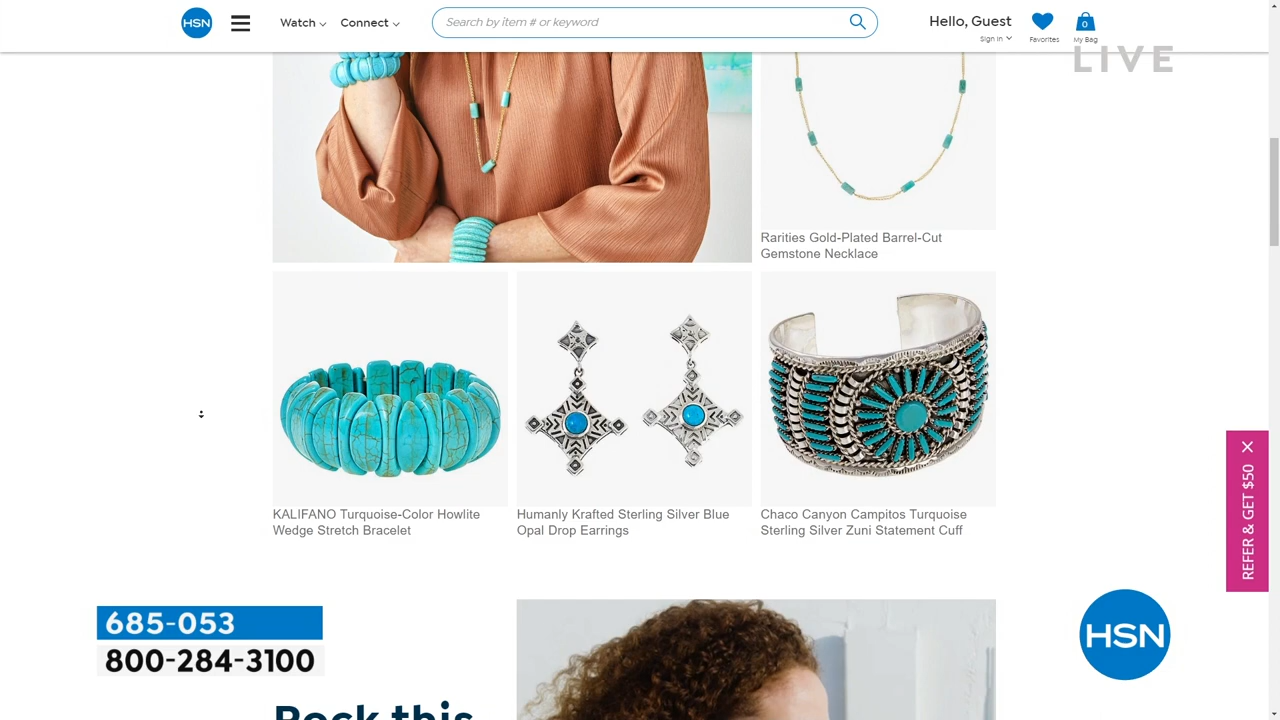 HSN
Watch
Connect
Search by item # or keyword
Hello, Guest
Sign In
Favorites
0
My Bag
LIVE
Rarities Gold-Plated Barrel-Cut
Gemstone Necklace
KALIFANO Turquoise-Color Howlite
Wedge Stretch Bracelet
Humanly Krafted Sterling Silver Blue
Opal Drop Earrings
Chaco Canyon Campitos Turquoise
Sterling Silver Zuni Statement Cuff
REFER & GET $50
685-053
800-284-3100
HSN
Rock this